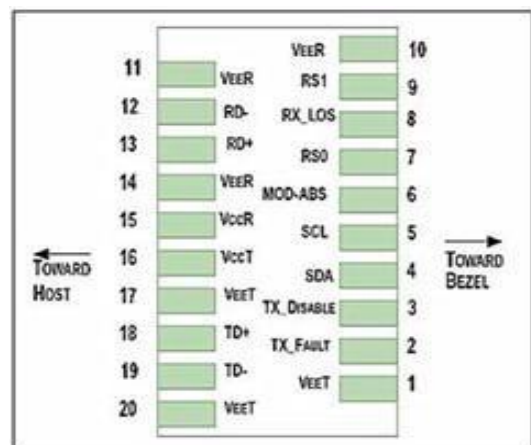 11 VEER
12 RD-
13 RD+
14 VEER
15 VCCR
16 VCCT
17 VEET
18 TD+
19 TD-
20 VEET
VEER 10
RS1 9
RX_LOS 8
RS0 7
MOD-ABS 6
SCL 5
SDA 4
TX_DISABLE 3
TX_FAULT 2
VEET 1
TOWARD
HOST
TOWARD
BEZEL